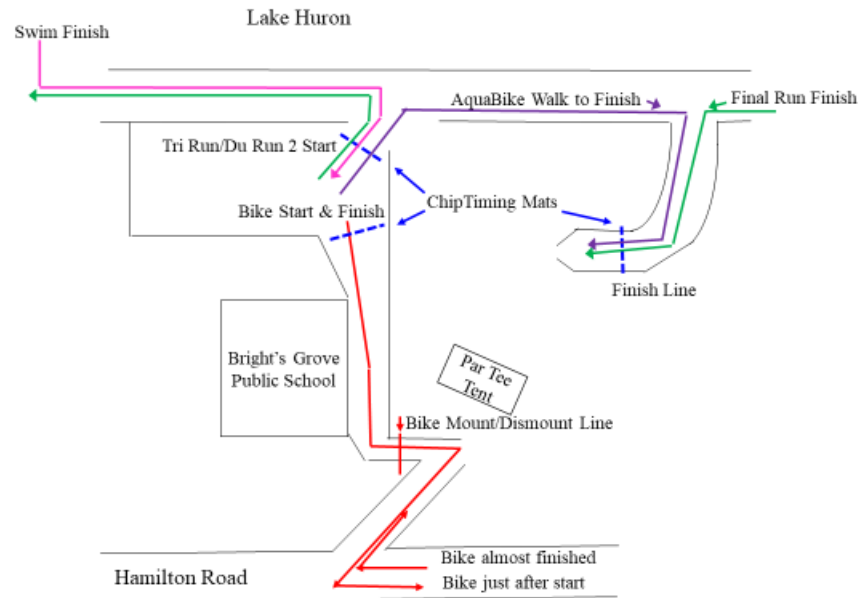 Lake Huron
Swim Finish
AquaBike Walk to Finish
Final Run Finish
Tri Run/Du Run 2 Start
ChipTiming Mats
Bike Start & Finish
Finish Line
Bright's Grove
Public School
Par Tee
Tent
Bike Mount/Dismount Line
Bike almost finished
Hamilton Road
Bike just after start